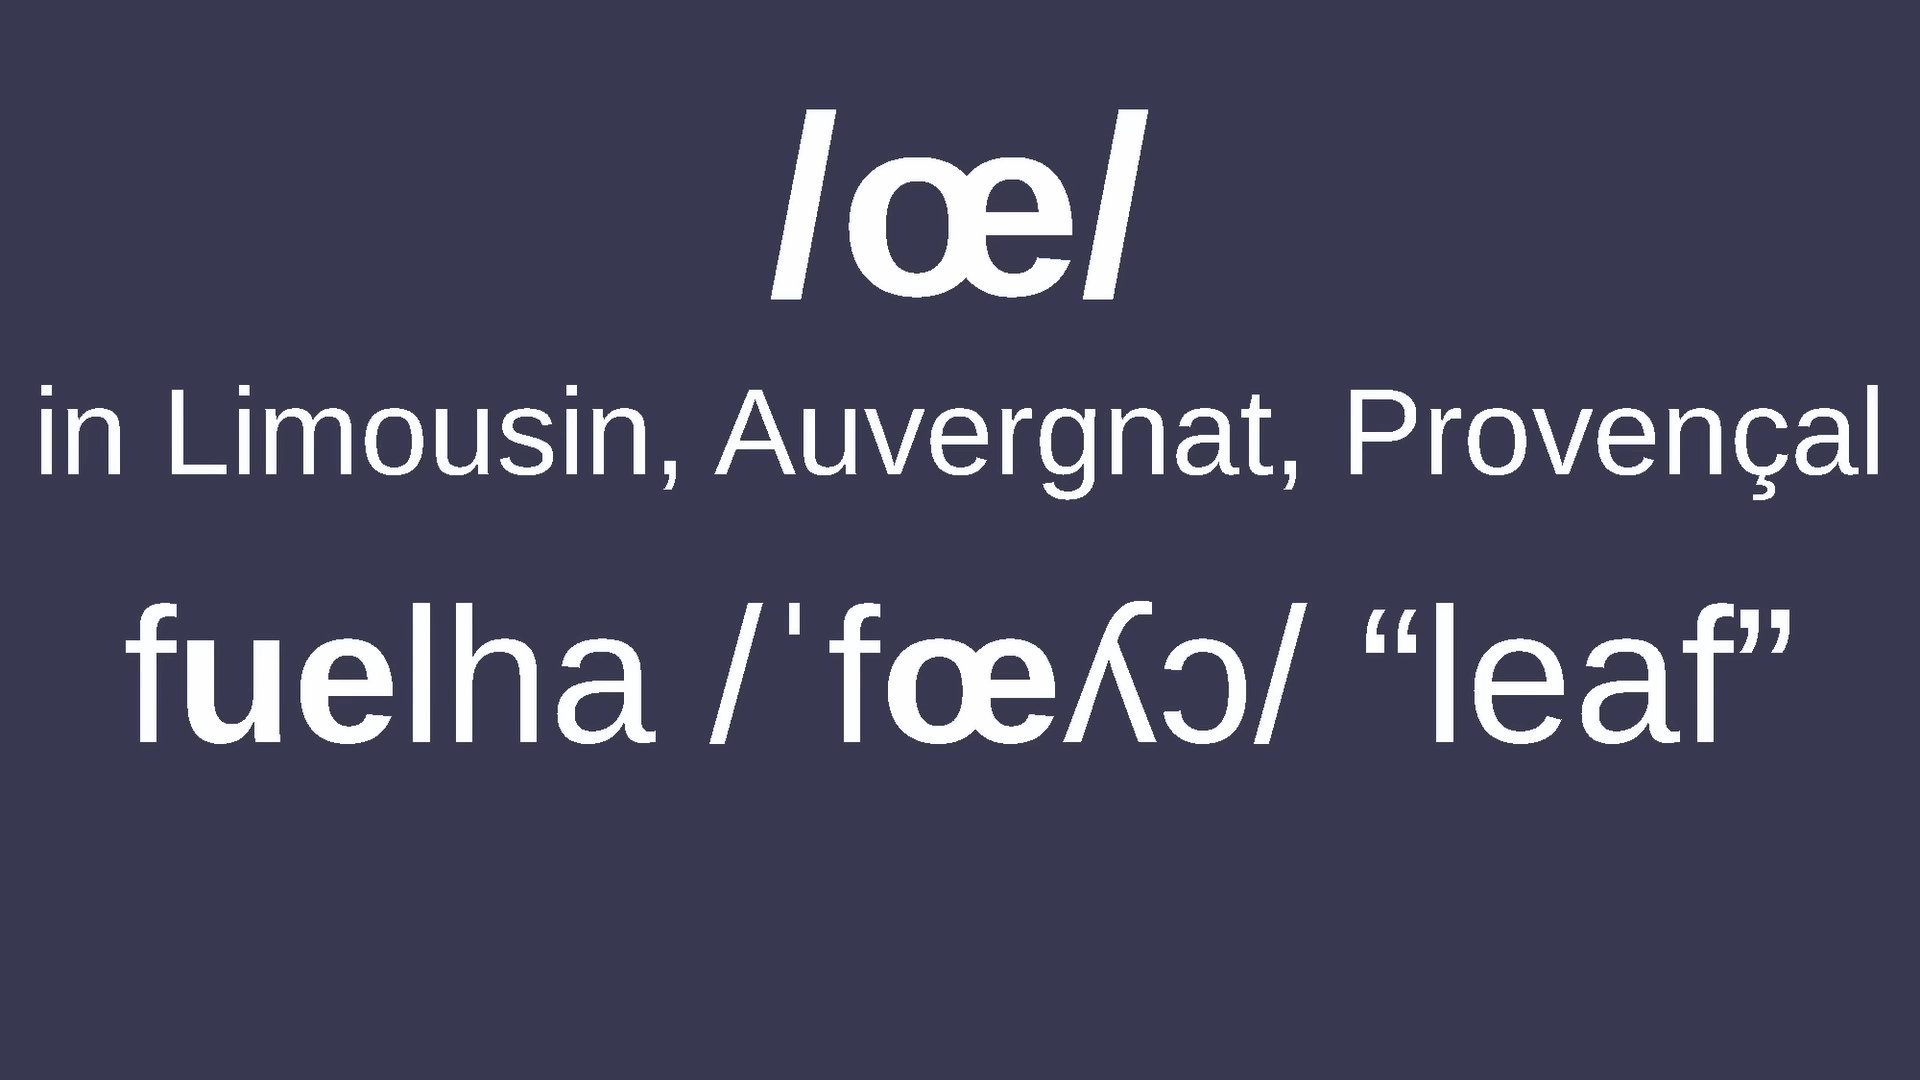 /œ/
in Limousin, Auvergnat, Provençal
fuelha /ˈfœʎɔ/ “leaf”